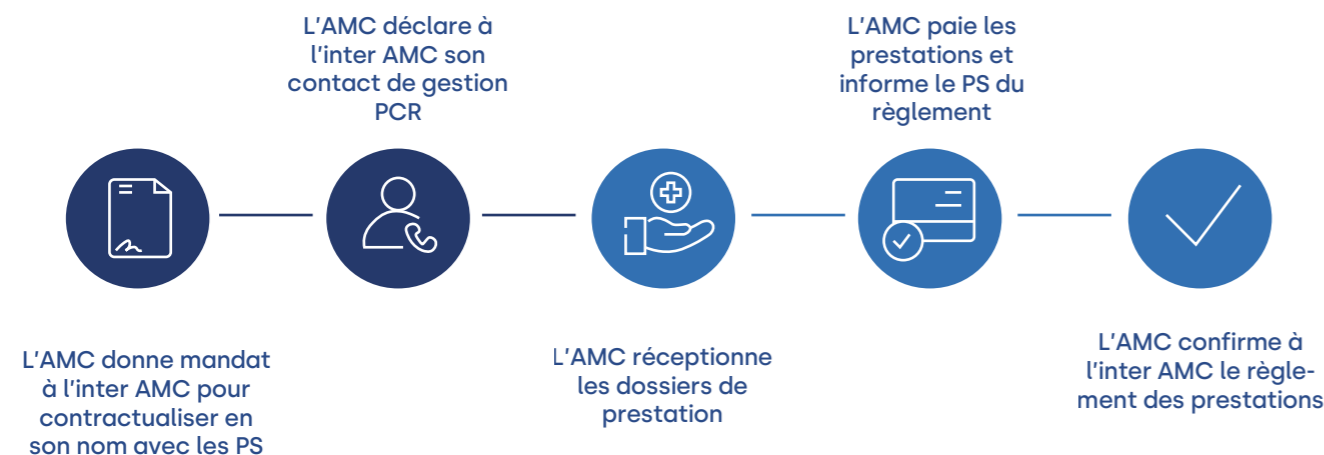 L'AMC donne mandat
à l'inter AMC pour
contractualiser en
son nom avec les PS
L'AMC déclare à
l'inter AMC son
contact de gestion
PCR
L'AMC réceptionne
les dossiers de
prestation
L'AMC paie les
prestations et
informe le PS du
règlement
L'AMC confirme à
l'inter AMC le règle-
ment des prestations